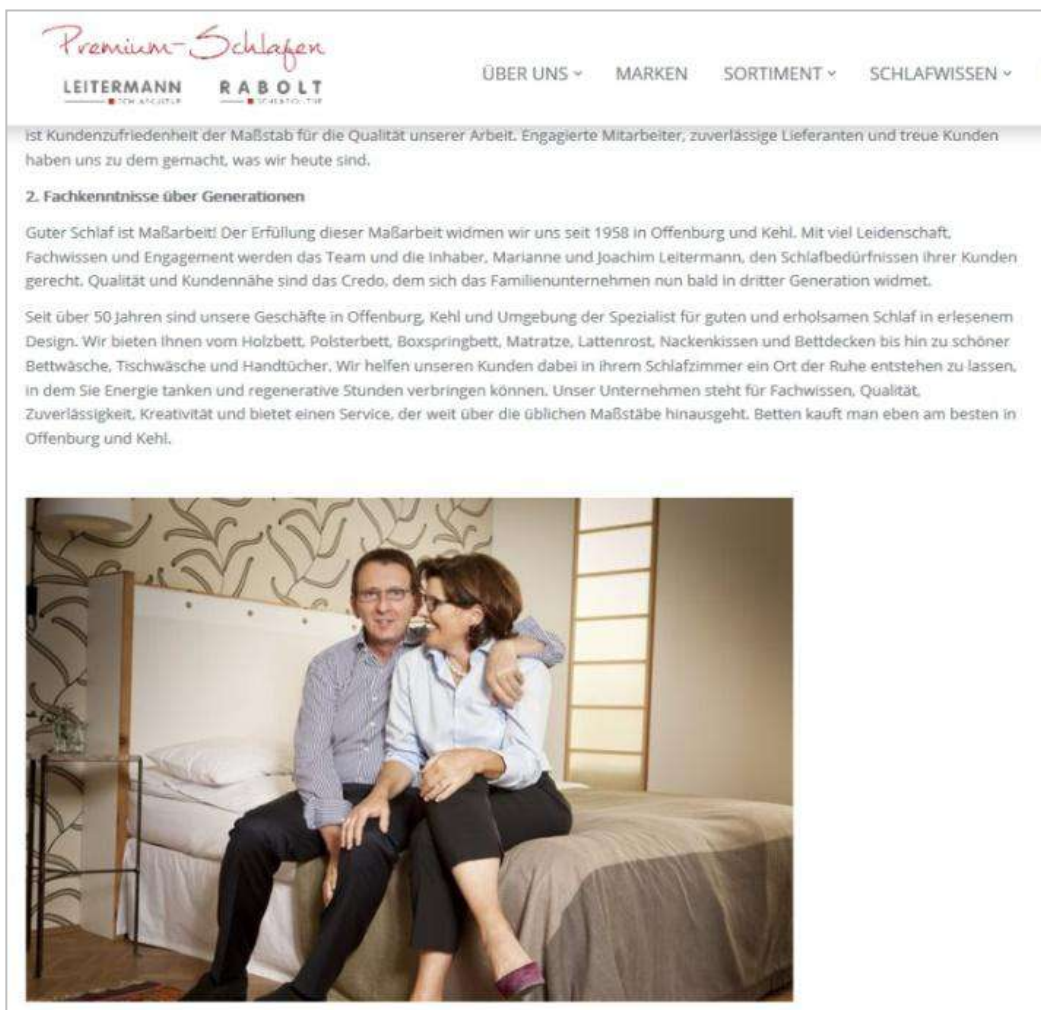 Premium-Schlafen
LEITERMANN RABOLT
ÜBER UNS MARKEN SORTIMENT SCHLAFWISSEN
ist Kundenzufriedenheit der Maßstab für die Qualität unserer Arbeit. Engagierte Mitarbeiter, zuverlässige Lieferanten und treue Kunden
haben uns zu dem gemacht, was wir heute sind.
2. Fachkenntnisse über Generationen
Guter Schlaf ist Maßarbeit! Der Erfüllung dieser Maßarbeit widmen wir uns seit 1958 in Offenburg und Kehl. Mit viel Leidenschaft,
Fachwissen und Engagement werden das Team und die Inhaber, Marianne und Joachim Leitermann, den Schlafbedürfnissen ihrer Kunden
gerecht. Qualität und Kundennähe sind das Credo, dem sich das Familienunternehmen nun bald in dritter Generation widmet.
Seit über 50 Jahren sind unsere Geschäfte in Offenburg, Kehl und Umgebung der Spezialist für guten und erholsamen Schlaf in erlesenem
Design. Wir bieten Ihnen vom Holzbett, Polsterbett, Boxspringbett, Matratze, Lattenrost, Nackenkissen und Bettdecken bis hin zu schöner
Bettwäsche, Tischwäsche und Handtücher. Wir helfen unseren Kunden dabei in ihrem Schlafzimmer ein Ort der Ruhe entstehen zu lassen,
in dem Sie Energie tanken und regenerative Stunden verbringen können. Unser Unternehmen steht für Fachwissen, Qualität,
Zuverlässigkeit, Kreativität und bietet einen Service, der weit über die üblichen Maßstäbe hinausgeht. Betten kauft man eben am besten in
Offenburg und Kehl.